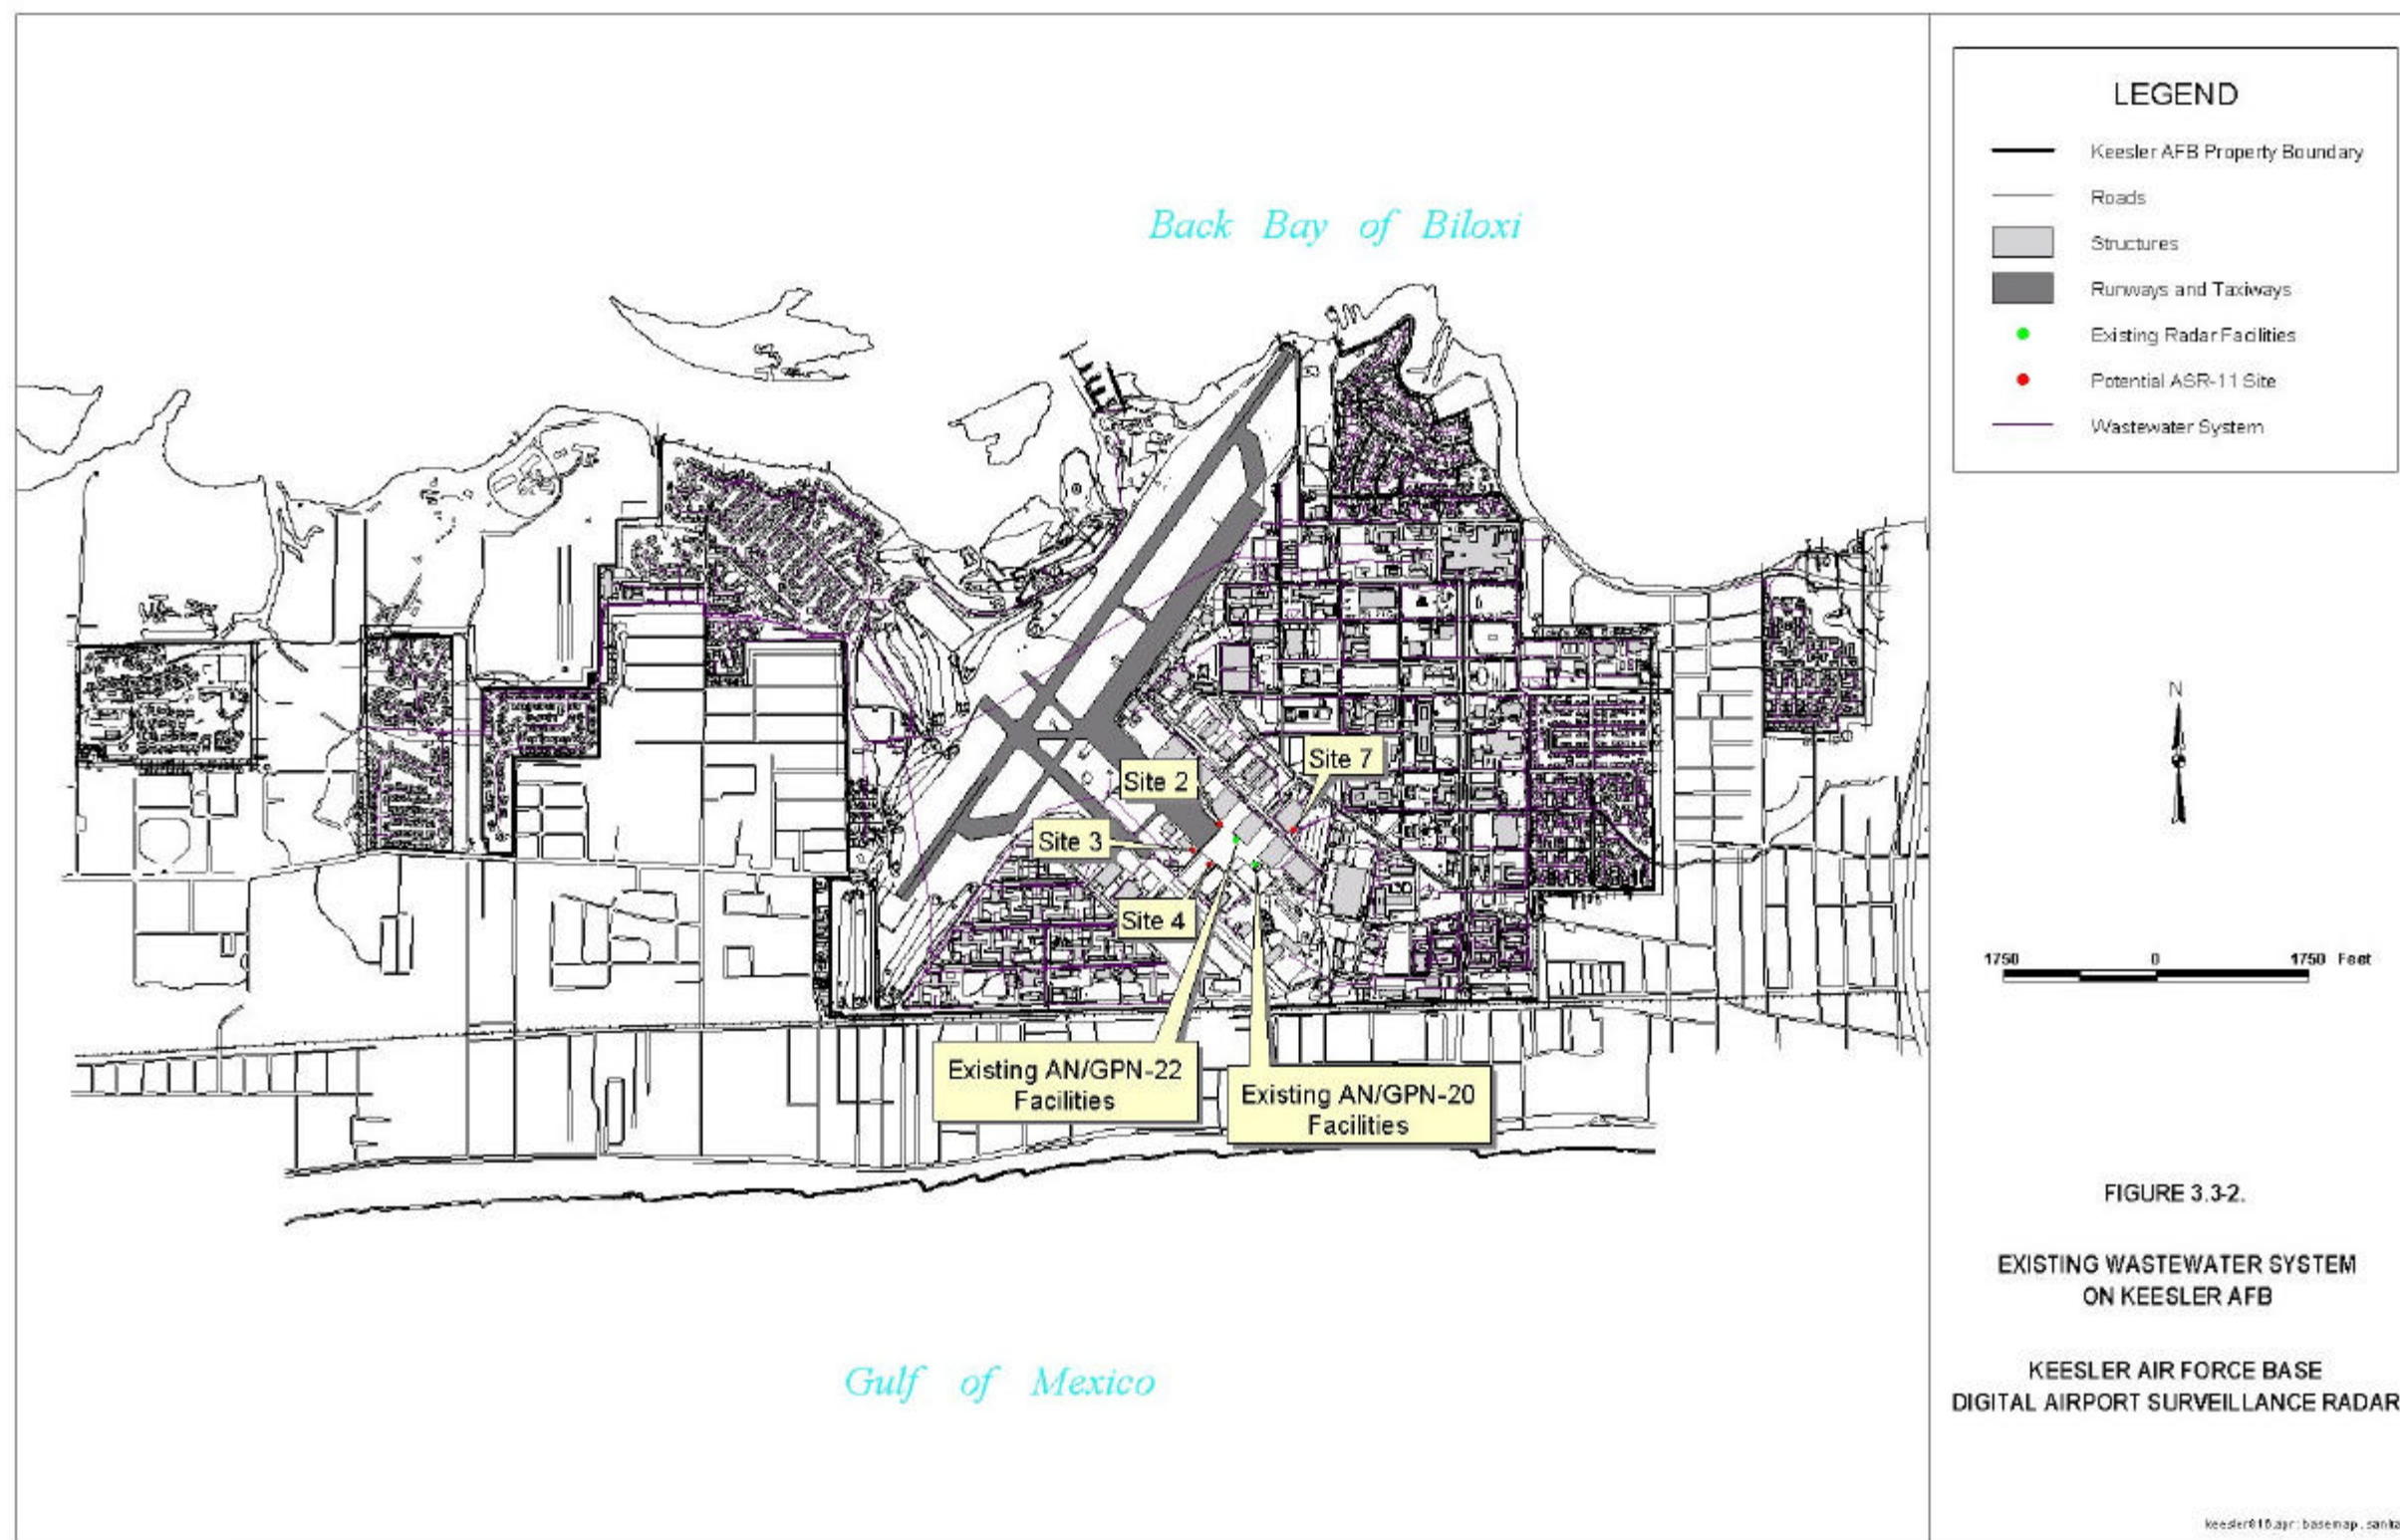 Back Bay of Biloxi
Site 7
Site 2
Site 3
Site 4
Existing AN/GPN-22
Facilities
Existing AN/GPN-20
Facilities
Gulf of Mexico
LEGEND
Keesler AFB Property Boundary
Roads
Structures
Runways and Taxiways
Existing Radar Facilities
Potential ASR-11 Site
Wastewater System
N
1750 0 1750 Feet
FIGURE 3.3-2.
EXISTING WASTEWATER SYSTEM
ON KEESLER AFB
KEESLER AIR FORCE BASE
DIGITAL AIRPORT SURVEILLANCE RADAR